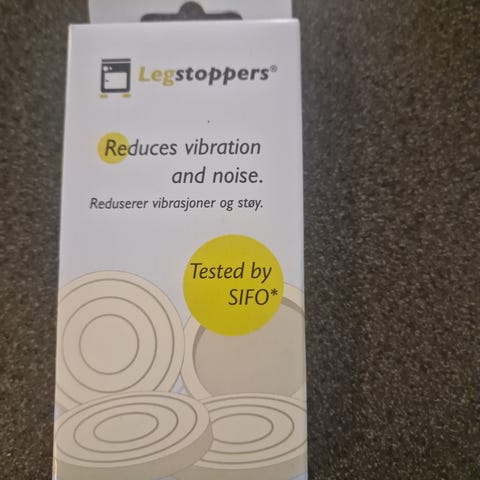 Legstoppers®
Reduces vibration
and noise.
Reduserer vibrasjoner og støy.
Tested by
SIFO*